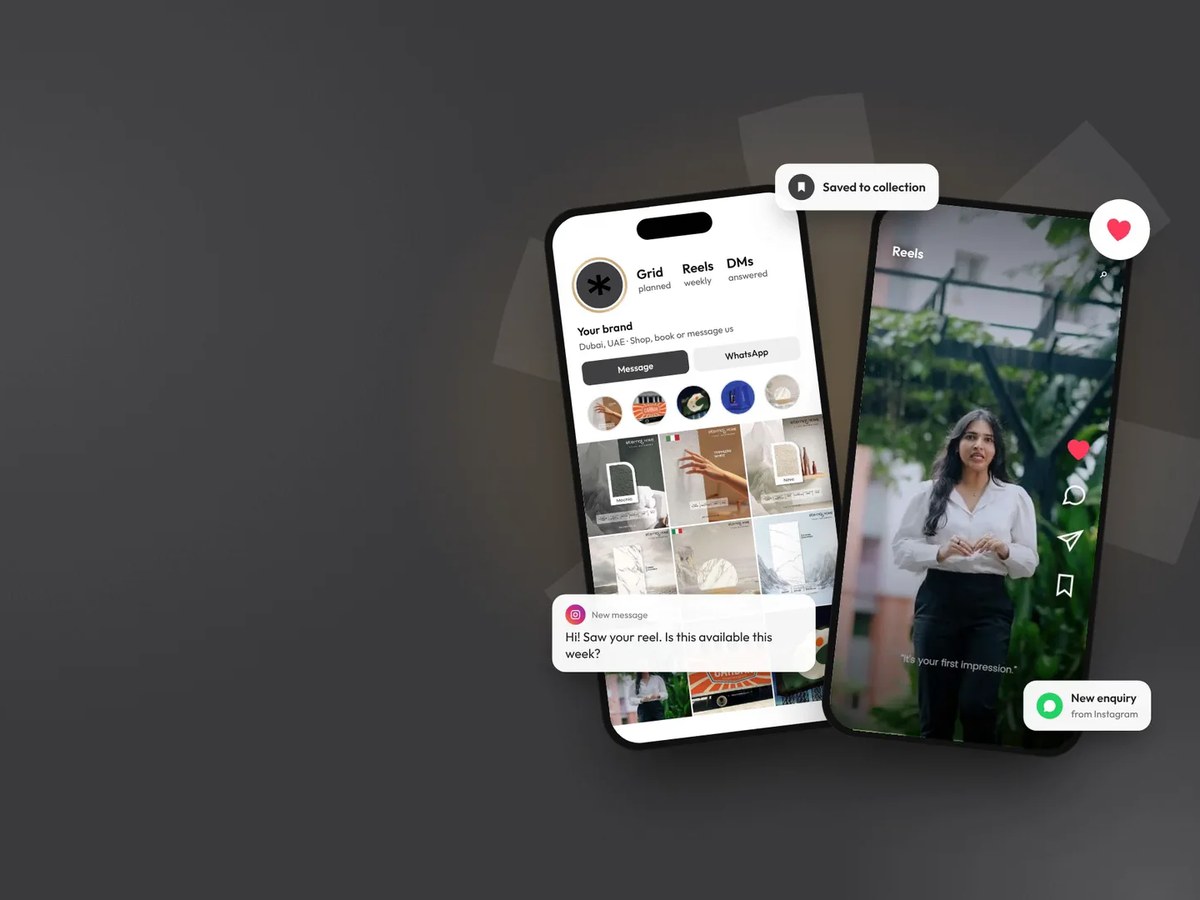 Saved to collection
Grid
planned
Reels
weekly
DMs
answered
Your brand
Dubai, UAE · Shop, book or message us
Message
WhatsApp
Reels
New message
Hi! Saw your reel. Is this available this
week?
"It's your first impression."
New enquiry
from Instagram